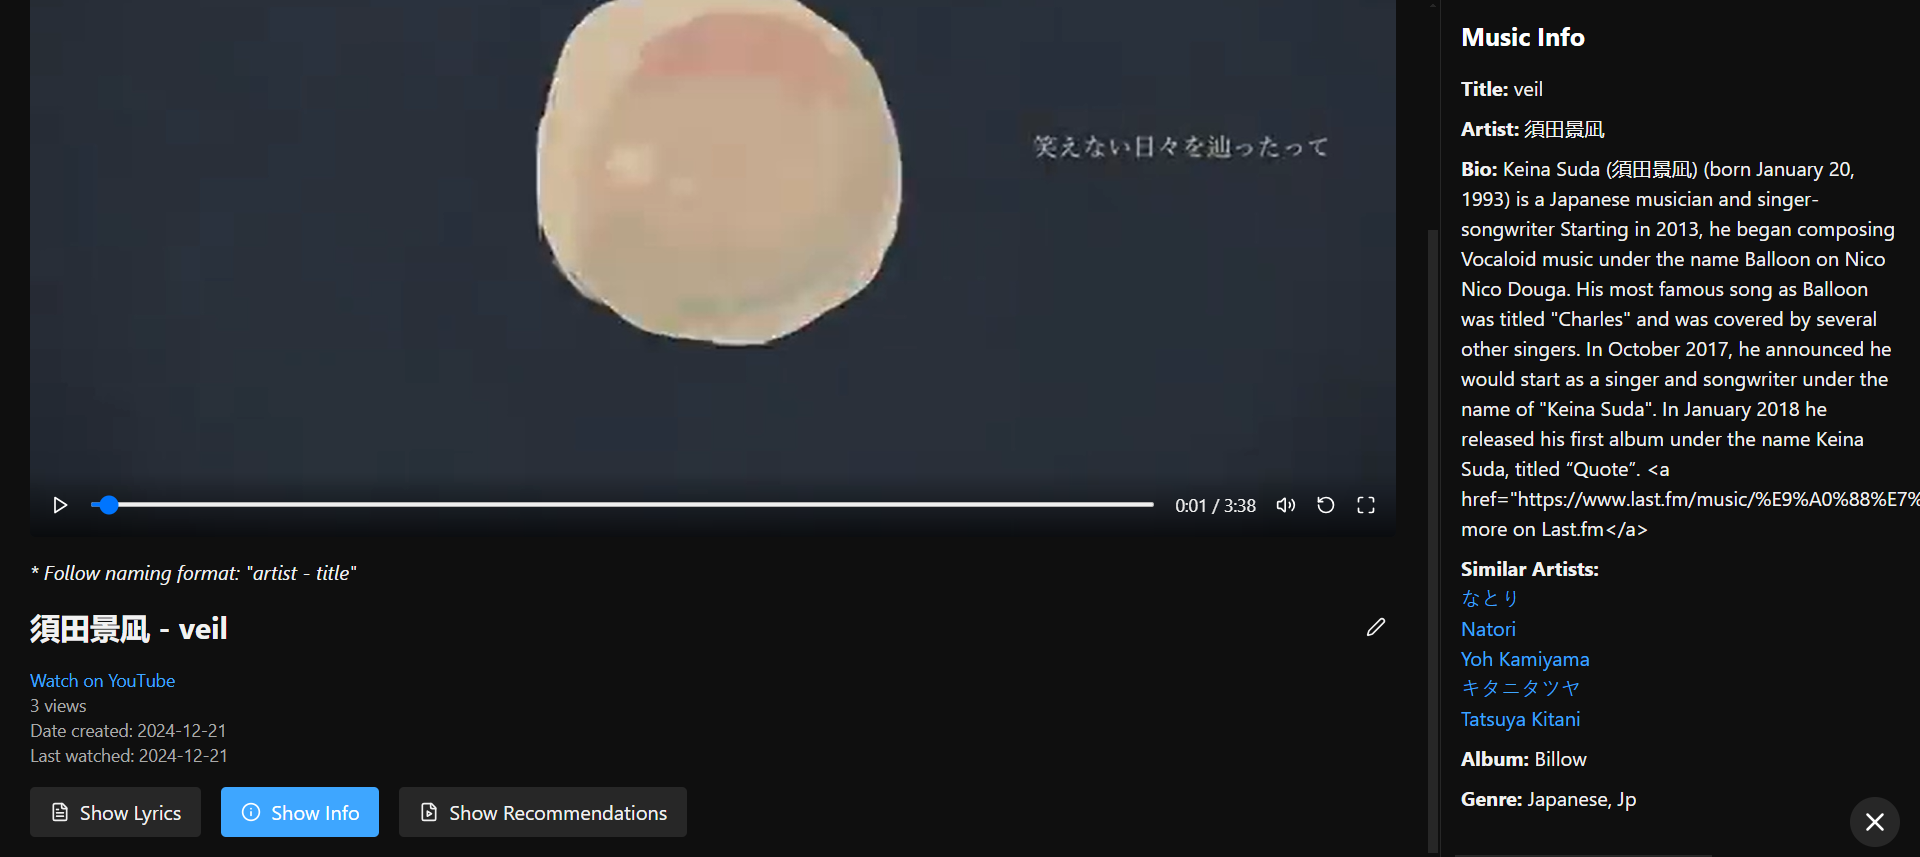 笑えない日々を辿ったって
0:01 / 3:38
* Follow naming format: "artist - title"
須田景凪 - veil
Watch on YouTube
3 views
Date created: 2024-12-21
Last watched: 2024-12-21
Show Lyrics
Show Info
Show Recommendations
Music Info
Title: veil
Artist: 須田景凪
Bio: Keina Suda (須田景凪) (born January 20,
1993) is a Japanese musician and singer-
songwriter Starting in 2013, he began composing
Vocaloid music under the name Balloon on Nico
Nico Douga. His most famous song as Balloon
was titled "Charles" and was covered by several
other singers. In October 2017, he announced he
would start as a singer and songwriter under the
name of "Keina Suda". In January 2018 he
released his first album under the name Keina
Suda, titled “Quote”. <a
href="https://www.last.fm/music/%E9%A0%88%E7%
more on Last.fm</a>
Similar Artists:
なとり
Natori
Yoh Kamiyama
キタニタツヤ
Tatsuya Kitani
Album: Billow
Genre: Japanese, Jp